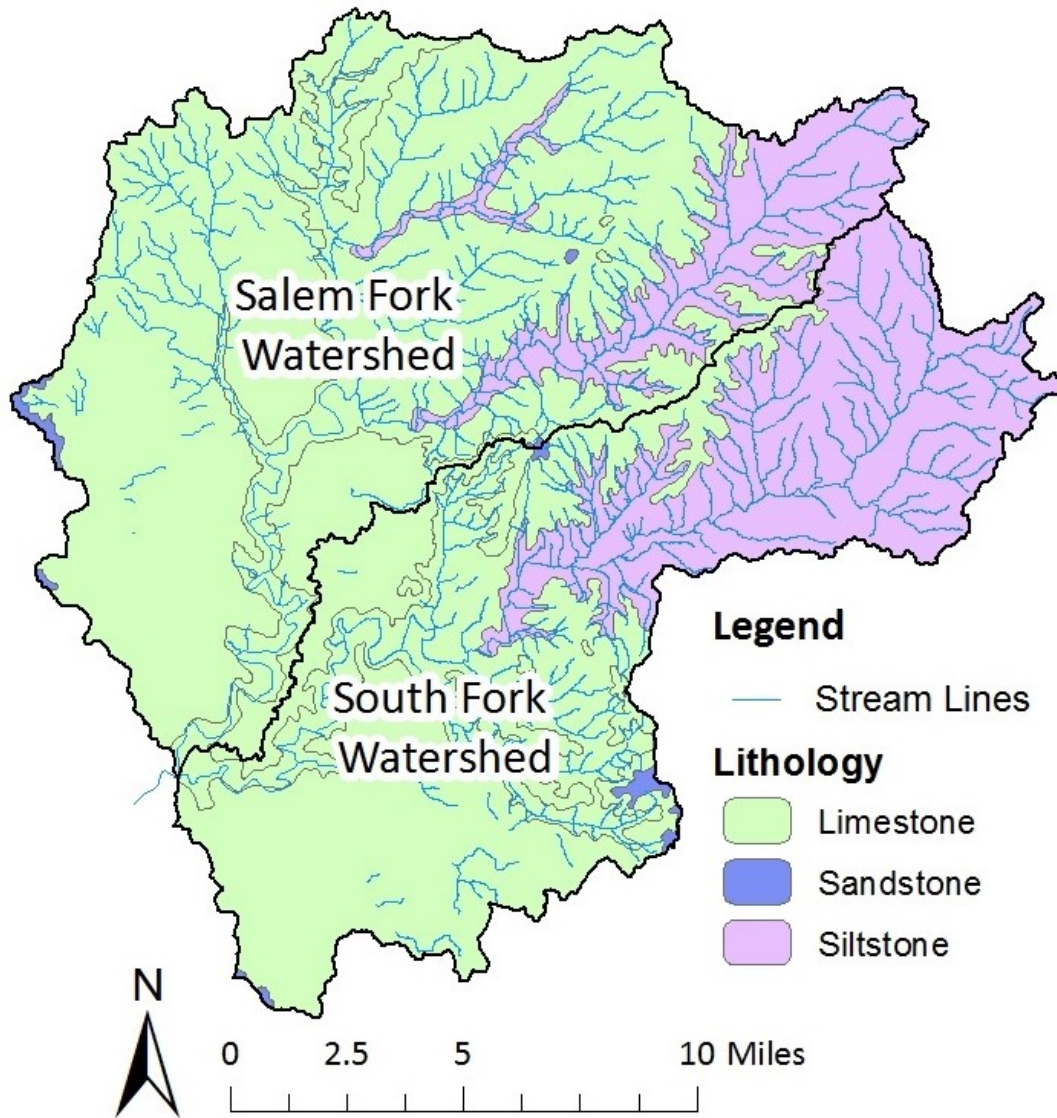 Salem Fork
Watershed
South Fork
Watershed
Legend
Stream Lines
Lithology
Limestone
Sandstone
Siltstone
N
0 2.5 5 10 Miles